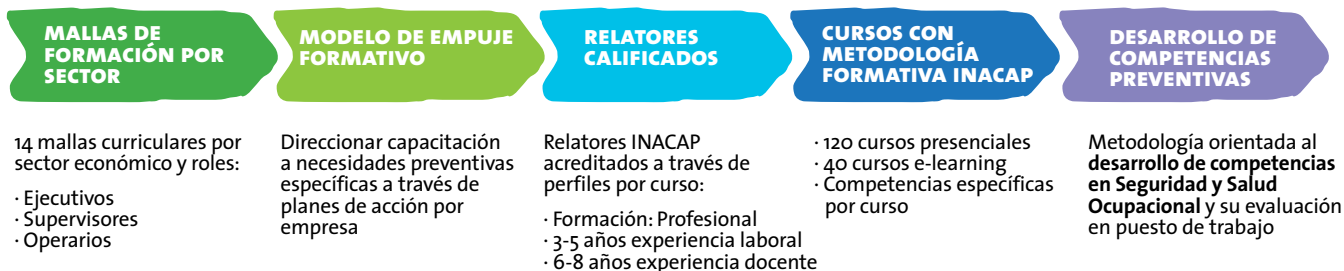 MALLAS DE
FORMACIÓN POR
SECTOR
14 mallas curriculares por
sector económico y roles:
· Ejecutivos
· Supervisores
· Operarios
MODELO DE EMPUJE
FORMATIVO
Direccionar capacitación
a necesidades preventivas
específicas a través de
planes de acción por
empresa
RELATORES
CALIFICADOS
Relatores INACAP
acreditados a través de
perfiles por curso:
· Formación: Profesional
· 3-5 años experiencia laboral
· 6-8 años experiencia docente
CURSOS CON
METODOLOGÍA
FORMATIVA INACAP
· 120 cursos presenciales
· 40 cursos e-learning
· Competencias específicas
por curso
DESARROLLO DE
COMPETENCIAS
PREVENTIVAS
Metodología orientada al
desarrollo de competencias
en Seguridad y Salud
Ocupacional y su evaluación
en puesto de trabajo